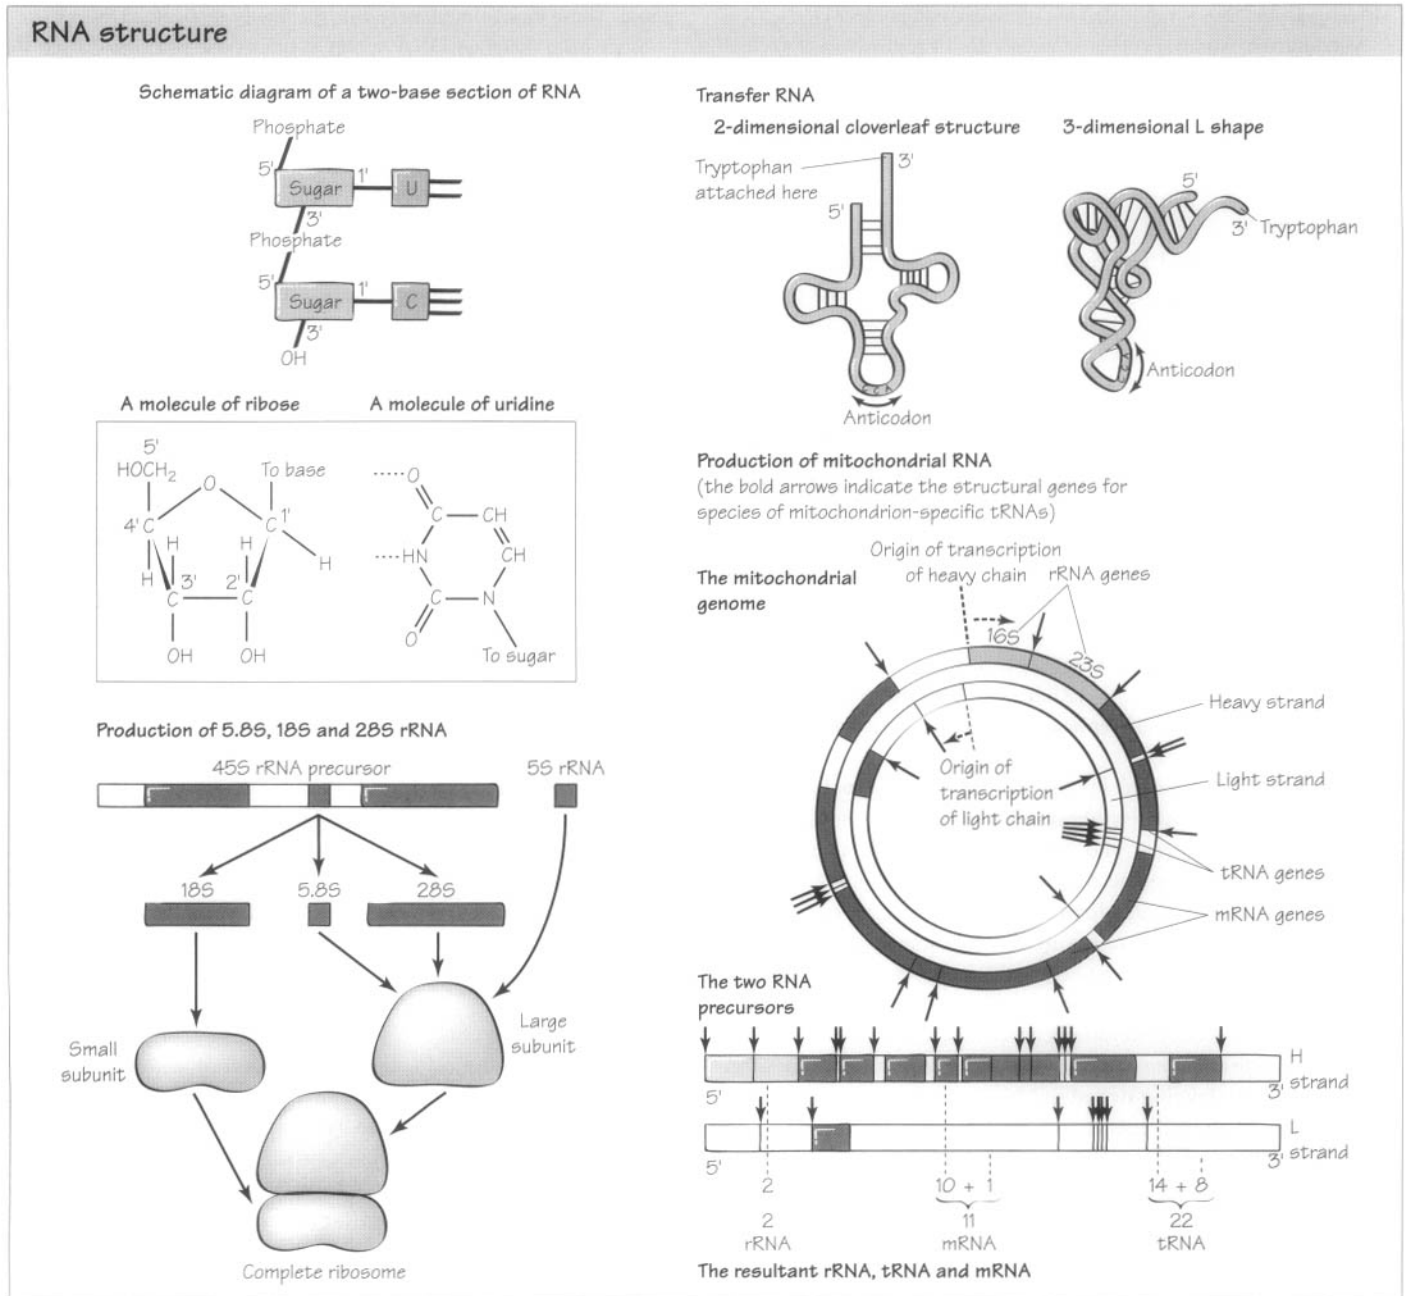 RNA structure
Schematic diagram of a two-base section of RNA
Phosphate
5'
Sugar
1'
U
3'
Phosphate
5'
Sugar
1'
C
3'
OH
A molecule of ribose
A molecule of uridine
5'
HOCH2
O
To base
4' C
C 1'
H
H
H
H
3'
2'
C
C
OH
OH
O
C
CH
HN
CH
C
N
O
To sugar
Production of 5.8S, 18S and 28S rRNA
45S rRNA precursor
5S rRNA
18S
5.8S
28S
Small
subunit
Large
subunit
Complete ribosome
Transfer RNA
2-dimensional cloverleaf structure
3-dimensional L shape
Tryptophan
attached here
3'
5'
C C A
Anticodon
5'
3'
Tryptophan
Anticodon
Production of mitochondrial RNA
(the bold arrows indicate the structural genes for
species of mitochondrion-specific tRNAs)
The mitochondrial
genome
Origin of transcription
of heavy chain
rRNA genes
16S
23S
Heavy strand
Light strand
Origin of
transcription
of light chain
tRNA genes
mRNA genes
The two RNA
precursors
H
strand
5'
3'
L
strand
5'
3'
2
10 + 1
14 + 8
2
11
22
rRNA
mRNA
tRNA
The resultant rRNA, tRNA and mRNA